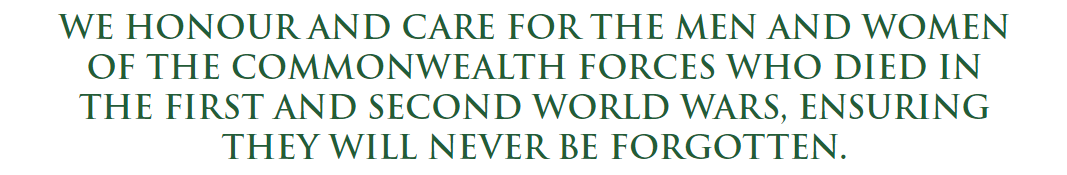 WE HONOUR AND CARE FOR THE MEN AND WOMEN
OF THE COMMONWEALTH FORCES WHO DIED IN
THE FIRST AND SECOND WORLD WARS, ENSURING
THEY WILL NEVER BE FORGOTTEN.